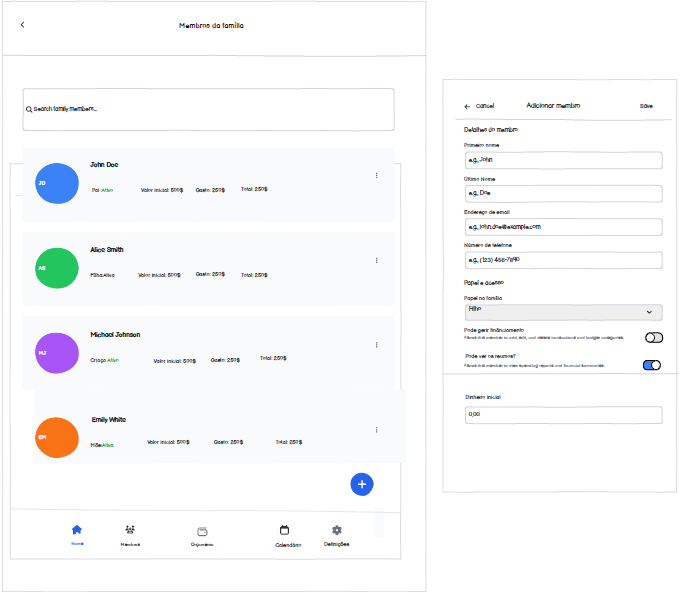 Membros da família
Search family members...
John Doe
JD
Pai Ativo Valor inicial: 500$ Gasto: 250$ Total: 250$
Alice Smith
AS
Filha Ativa Valor inicial: 500$ Gasto: 250$ Total: 250$
Michael Johnson
MJ
Criança Ativo Valor inicial: 500$ Gasto: 250$ Total: 250$
Emily White
EM
Mãe Ativa Valor inicial: 500$ Gasto: 250$ Total: 250$
Home Membros Orçamento Calendário Definições
Cancel Adicionar membro Save
Detalhes do membro
Primeiro nome
e.g, John
Último Nome
e.g, Doe
Endereço de email
e.g, john.doe@example.com
Número de telefone
e.g, (123) 456-7890
Papel e acesso
Papel na família
Filho
Pode gerir financiamento
Allow this member to add, edit, and delete transactions and budget categories.
Pode ver os resumos?
Allow this member to view spending reports and financial summaries.
Dinheiro inicial
0,00